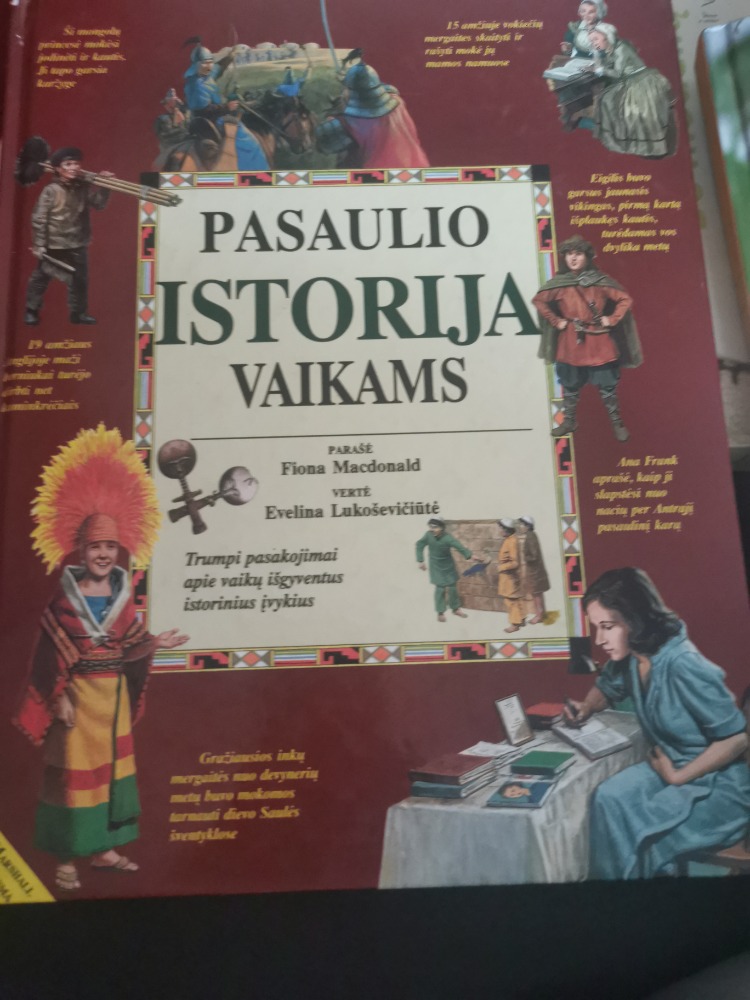 Ši mongolų
princesė mokėsi
jodinėti ir kautis.
Ji tapo garsia
karžyge
15 amžiuje vokiečių
mergaites skaityti ir
rašyti mokė jų
mamos namuose
Eigilis buvo
garsus jaunasis
vikingas, pirmą kartą
išplaukęs kautis,
turėdamas vos
dvylika metų
PASAULIO
ISTORIJA
VAIKAMS
19 amžiaus
anglijoje maži
berniukai turėjo
dirbti net
kaminkrėčiais
PARAŠĖ
Fiona Macdonald
VERTĖ
Evelina Lukoševičiūtė
Trumpi pasakojimai
apie vaikų išgyventus
istorinius įvykius
Ana Frank
aprašė, kaip ji
slapstėsi nuo
nacių per Antrąjį
pasaulinį karą
Gražiausios inkų
mergaitės nuo devynerių
metų buvo mokomos
tarnauti dievo Saulės
šventyklose
MARSHALL